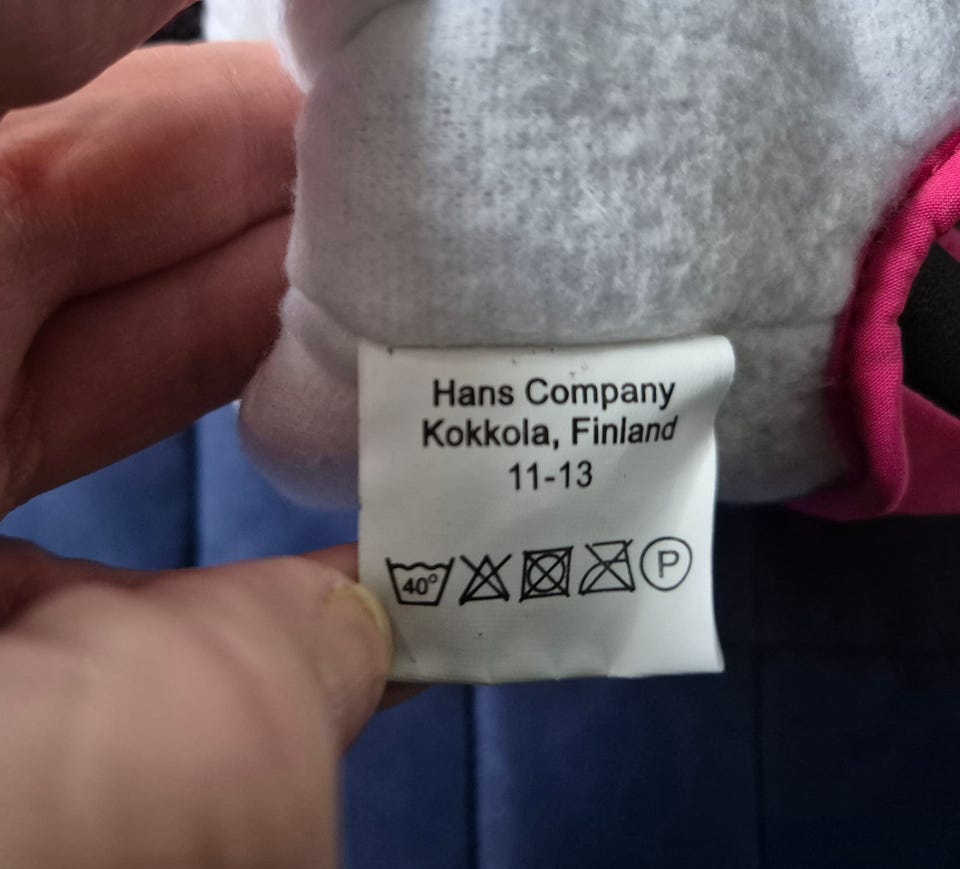 Hans Company
Kokkola, Finland
11-13
40° P